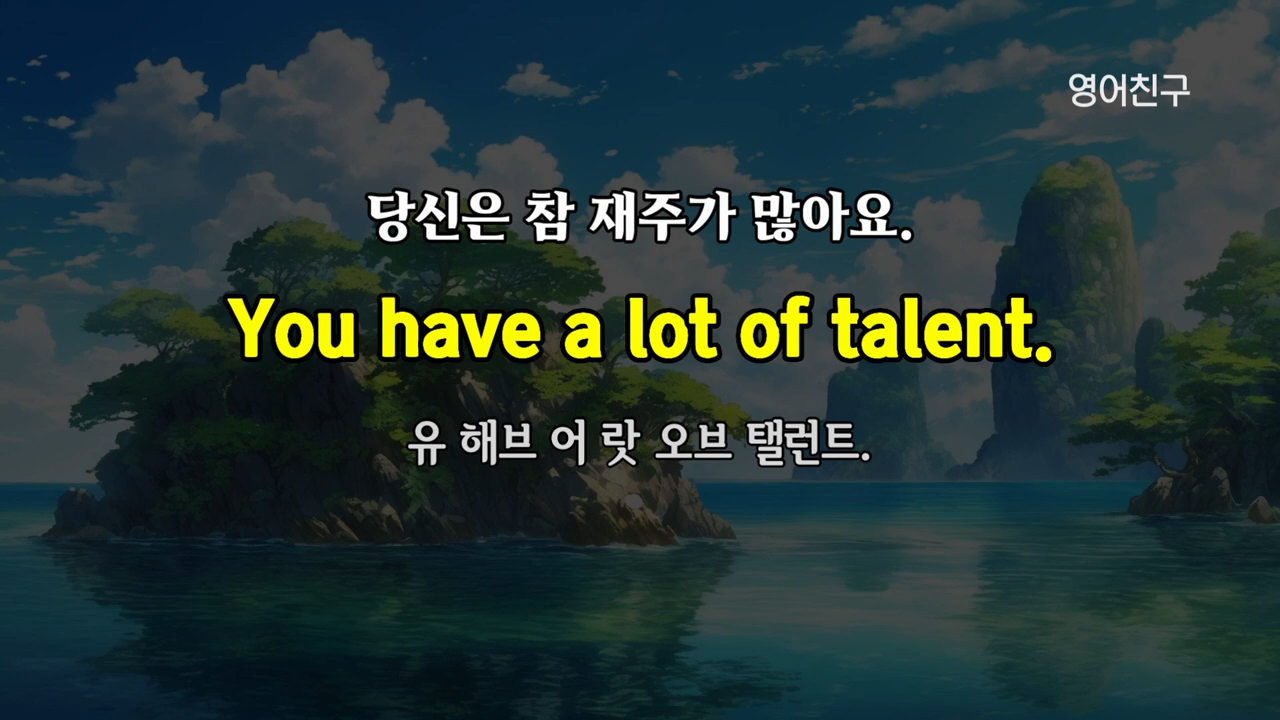 영어친구
당신은 참 재주가 많아요.
You have a lot of talent.
유 해브 어 랏 오브 탤런트.